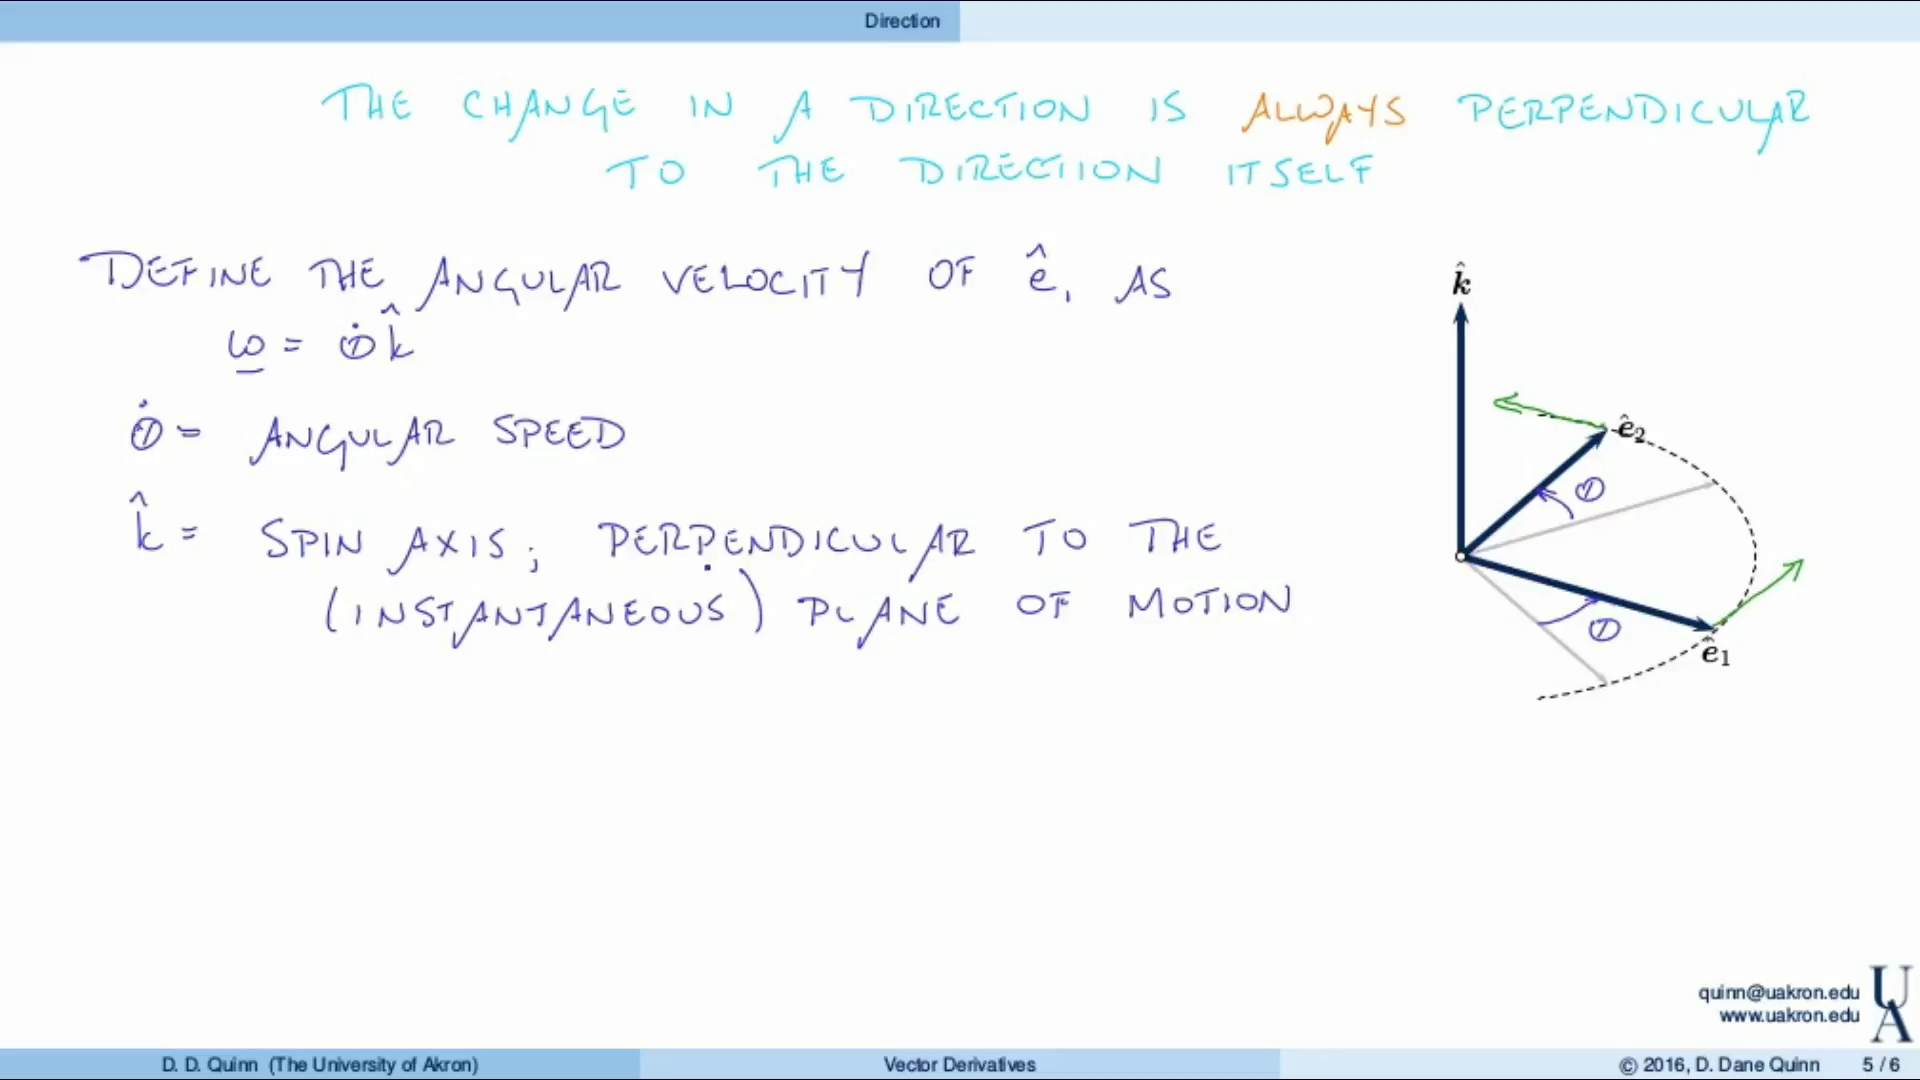 Direction
THE CHANGE IN A DIRECTION IS ALWAYS PERPENDICULAR
TO THE DIRECTION ITSELF
DEFINE THE ANGULAR VELOCITY OF ê₁ AS
ω = θ̇ k̂
θ̇ = ANGULAR SPEED
k̂ = SPIN AXIS; PERPENDICULAR TO THE
(INSTANTANEOUS) PLANE OF MOTION
k̂
ê₂
θ
θ
ê₁
quinn@uakron.edu
www.uakron.edu
UA
D. D. Quinn (The University of Akron)
Vector Derivatives
© 2016, D. Dane Quinn 5 / 6